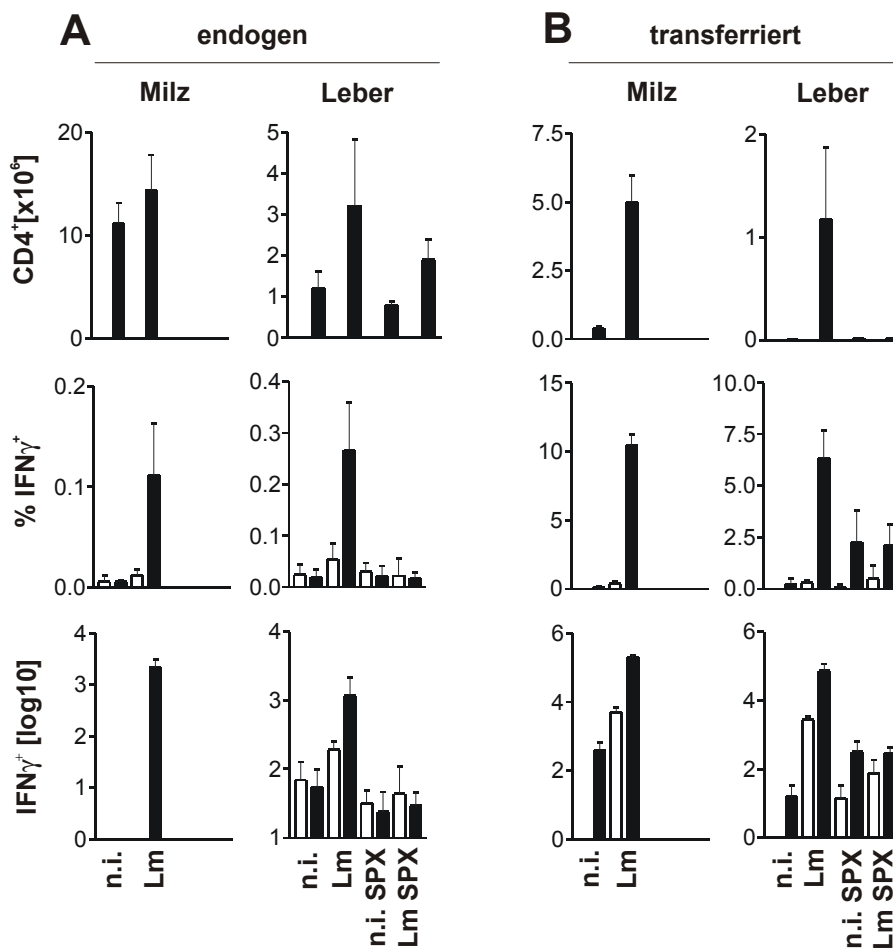 A
endogen
B
transferriert
Milz
Leber
Milz
Leber
CD4⁺[x10⁶]
20
10
0
5
4
3
2
1
0
7.5
5.0
2.5
0.0
2
1
0
% IFNγ⁺
0.2
0.1
0.0
0.4
0.3
0.2
0.1
0.0
15
10
5
0
10.0
7.5
5.0
2.5
0.0
IFNγ⁺ [log10]
4
3
2
1
0
4
3
2
1
6
4
2
0
6
4
2
0
n.i.
Lm
n.i.
Lm
n.i. SPX
Lm SPX
n.i.
Lm
n.i.
Lm
n.i. SPX
Lm SPX